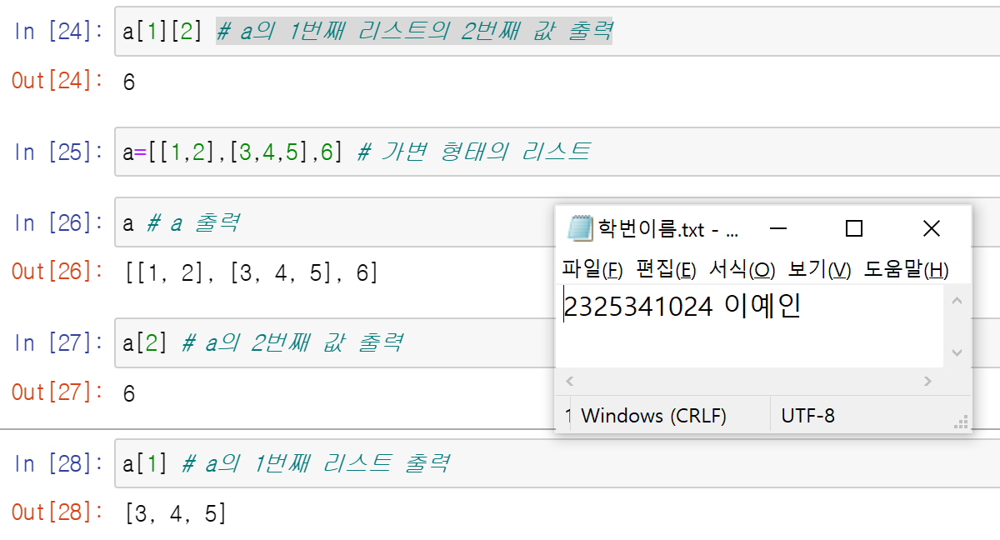 In [24]: a[1][2] # a의 1번째 리스트의 2번째 값 출력
Out[24]: 6
In [25]: a=[[1,2],[3,4,5],6] # 가변 형태의 리스트
In [26]: a # a 출력
Out[26]: [[1, 2], [3, 4, 5], 6]
In [27]: a[2] # a의 2번째 값 출력
Out[27]: 6
In [28]: a[1] # a의 1번째 리스트 출력
Out[28]: [3, 4, 5]
학번이름.txt - ...
파일(F) 편집(E) 서식(O) 보기(V) 도움말(H)
2325341024 이예인
Windows (CRLF) UTF-8